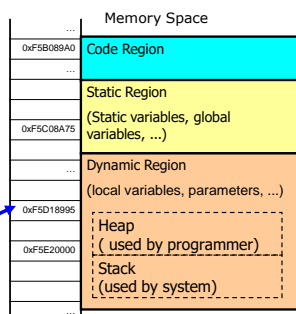 Memory Space
...
0xF5B089A0
Code Region
...
Static Region
(Static variables, global
variables, ...)
0xF5C08A75
Dynamic Region
...
(local variables, parameters, ...)
0xF5D18995
Heap
( used by programmer)
0xF5E20000
Stack
(used by system)
...